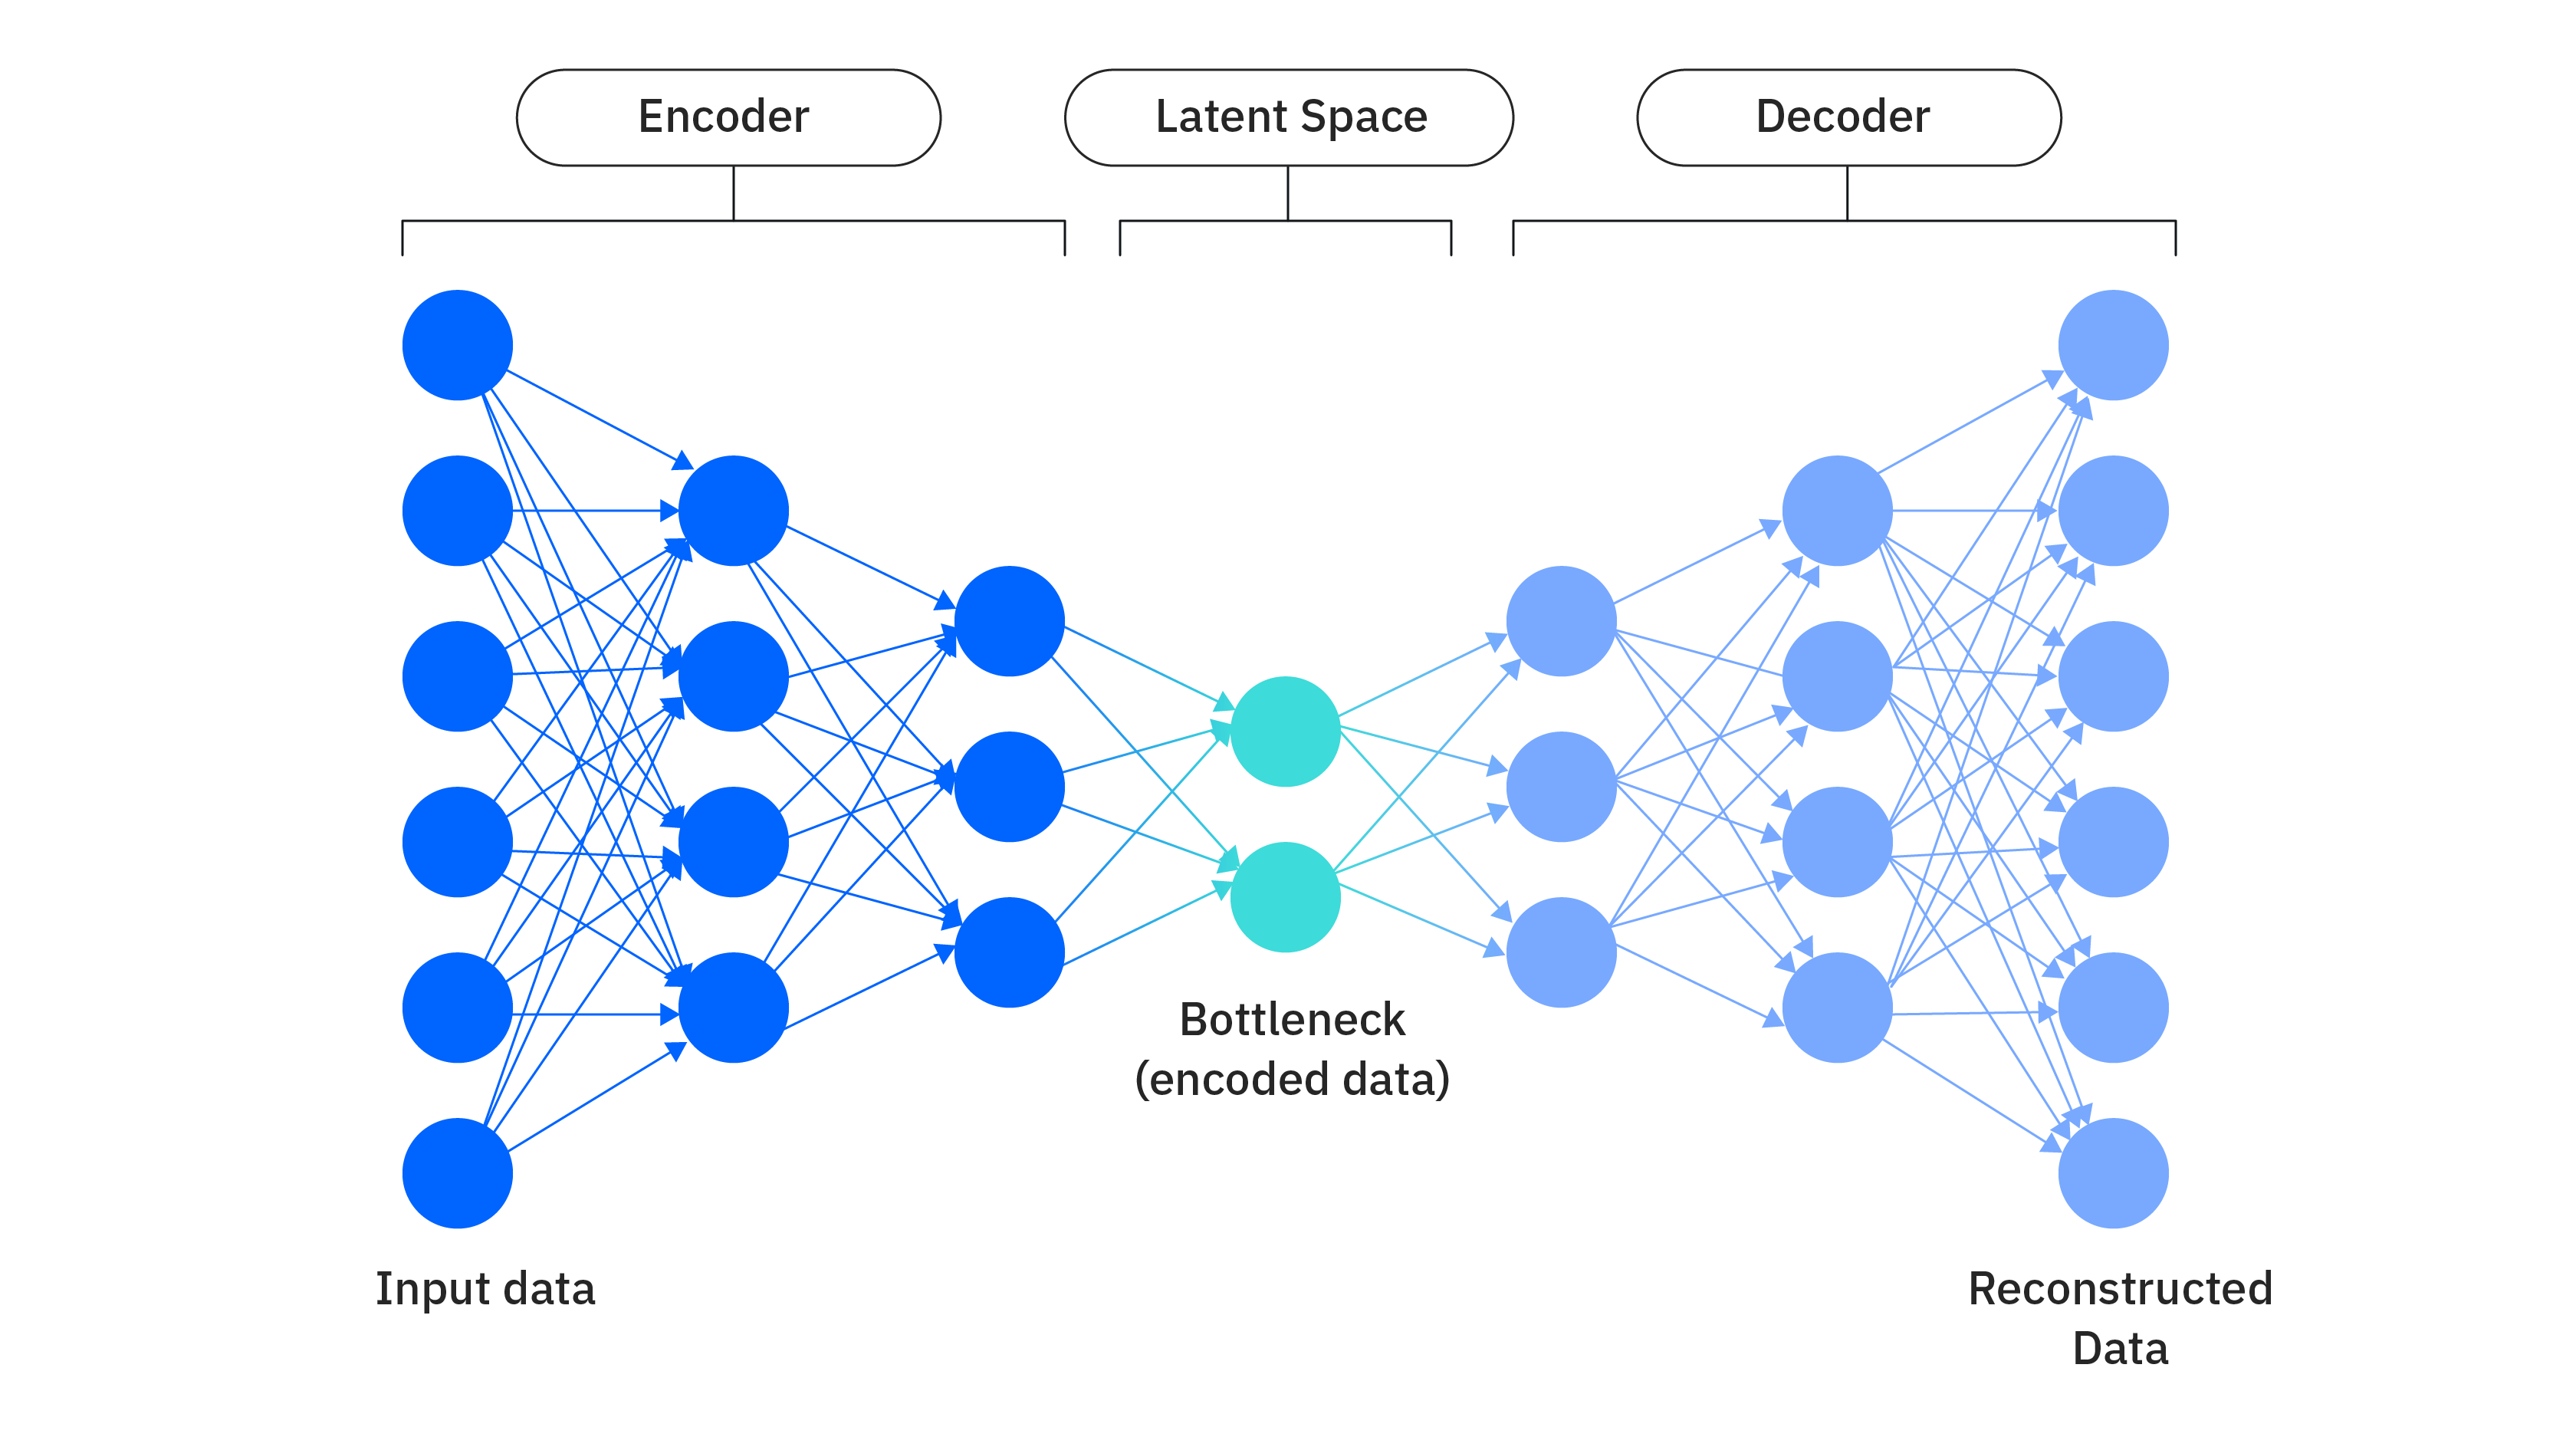 Encoder
Latent Space
Decoder
Bottleneck
(encoded data)
Input data
Reconstructed
Data